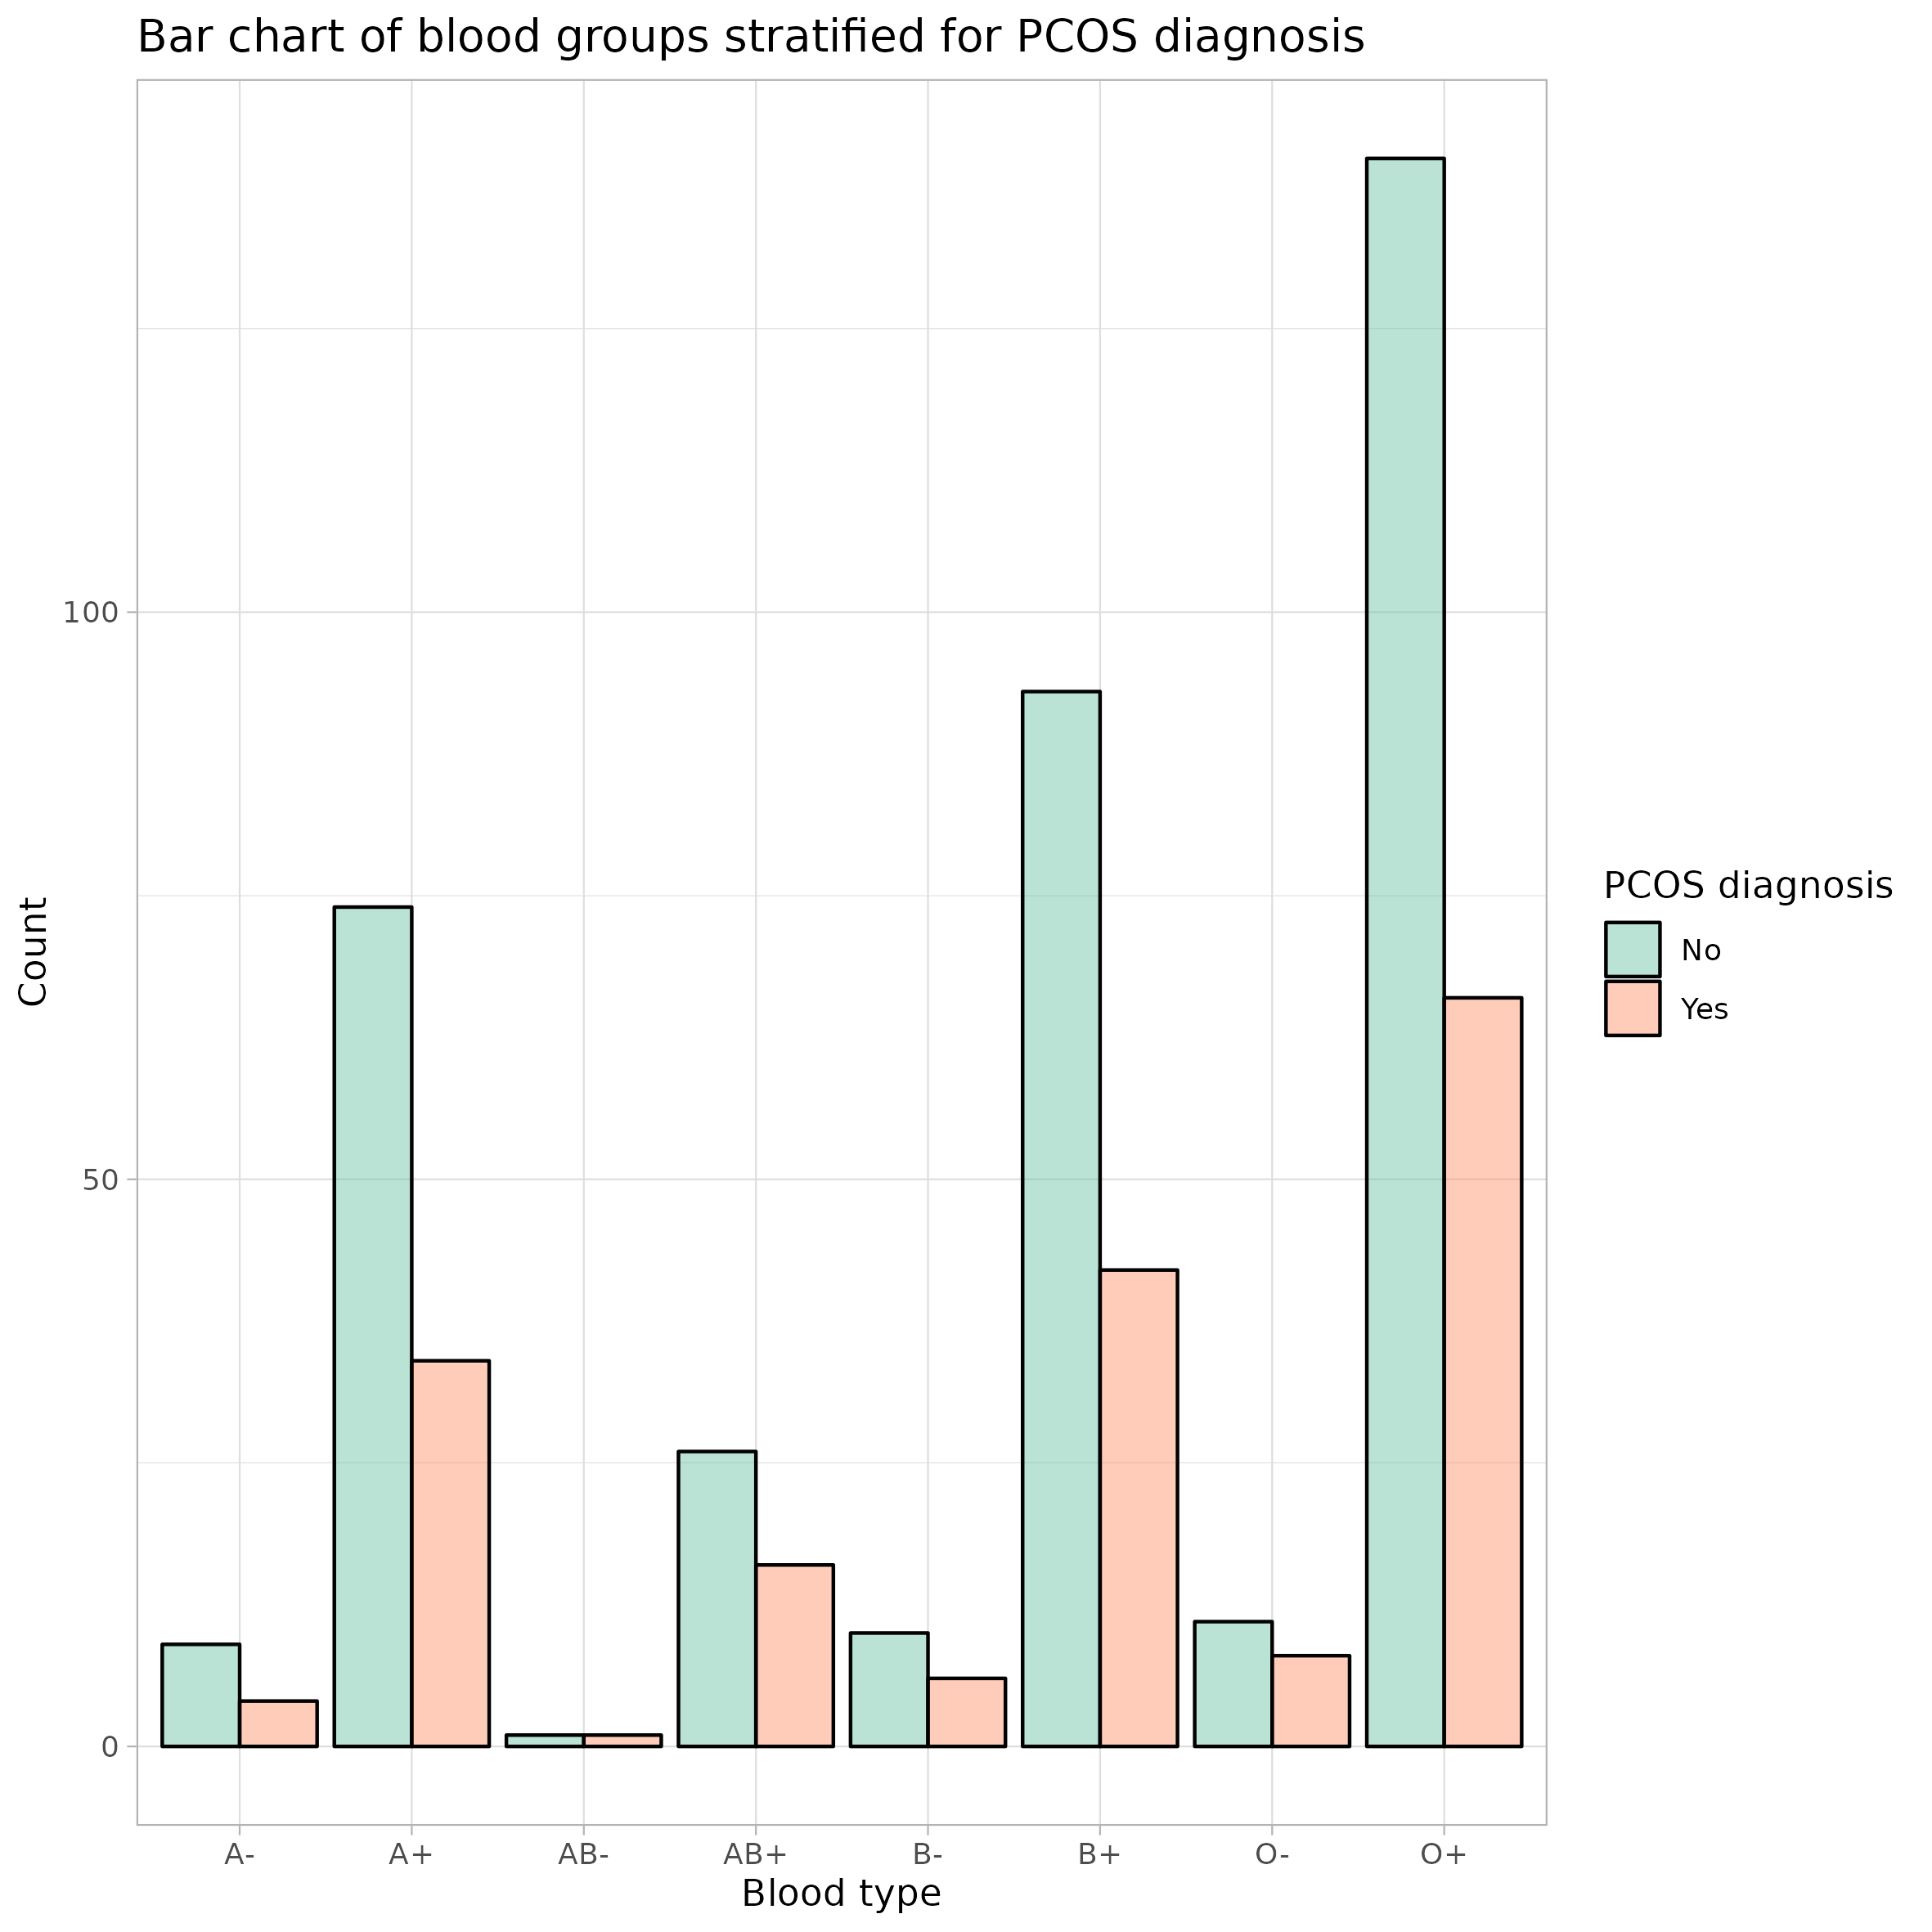 Bar chart of blood groups stratified for PCOS diagnosis
Count
100
50
0
A-
A+
AB-
AB+
B-
B+
O-
O+
Blood type
PCOS diagnosis
No
Yes